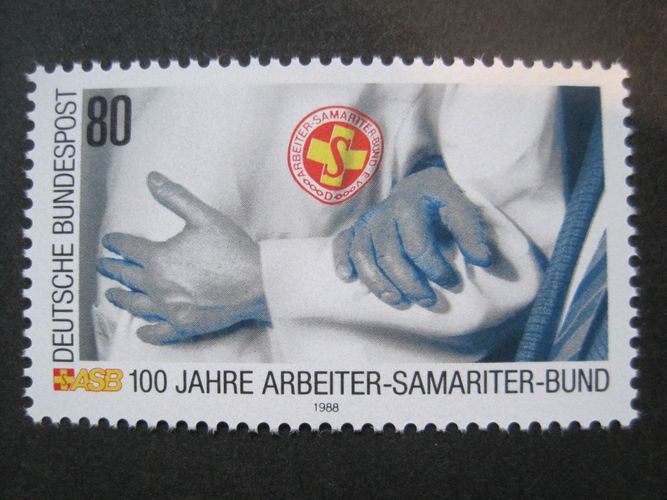 DEUTSCHE BUNDESPOST
80
ARBEITER-SAMARITER-BUND E.V.
D
S
ASB 100 JAHRE ARBEITER-SAMARITER-BUND
1988